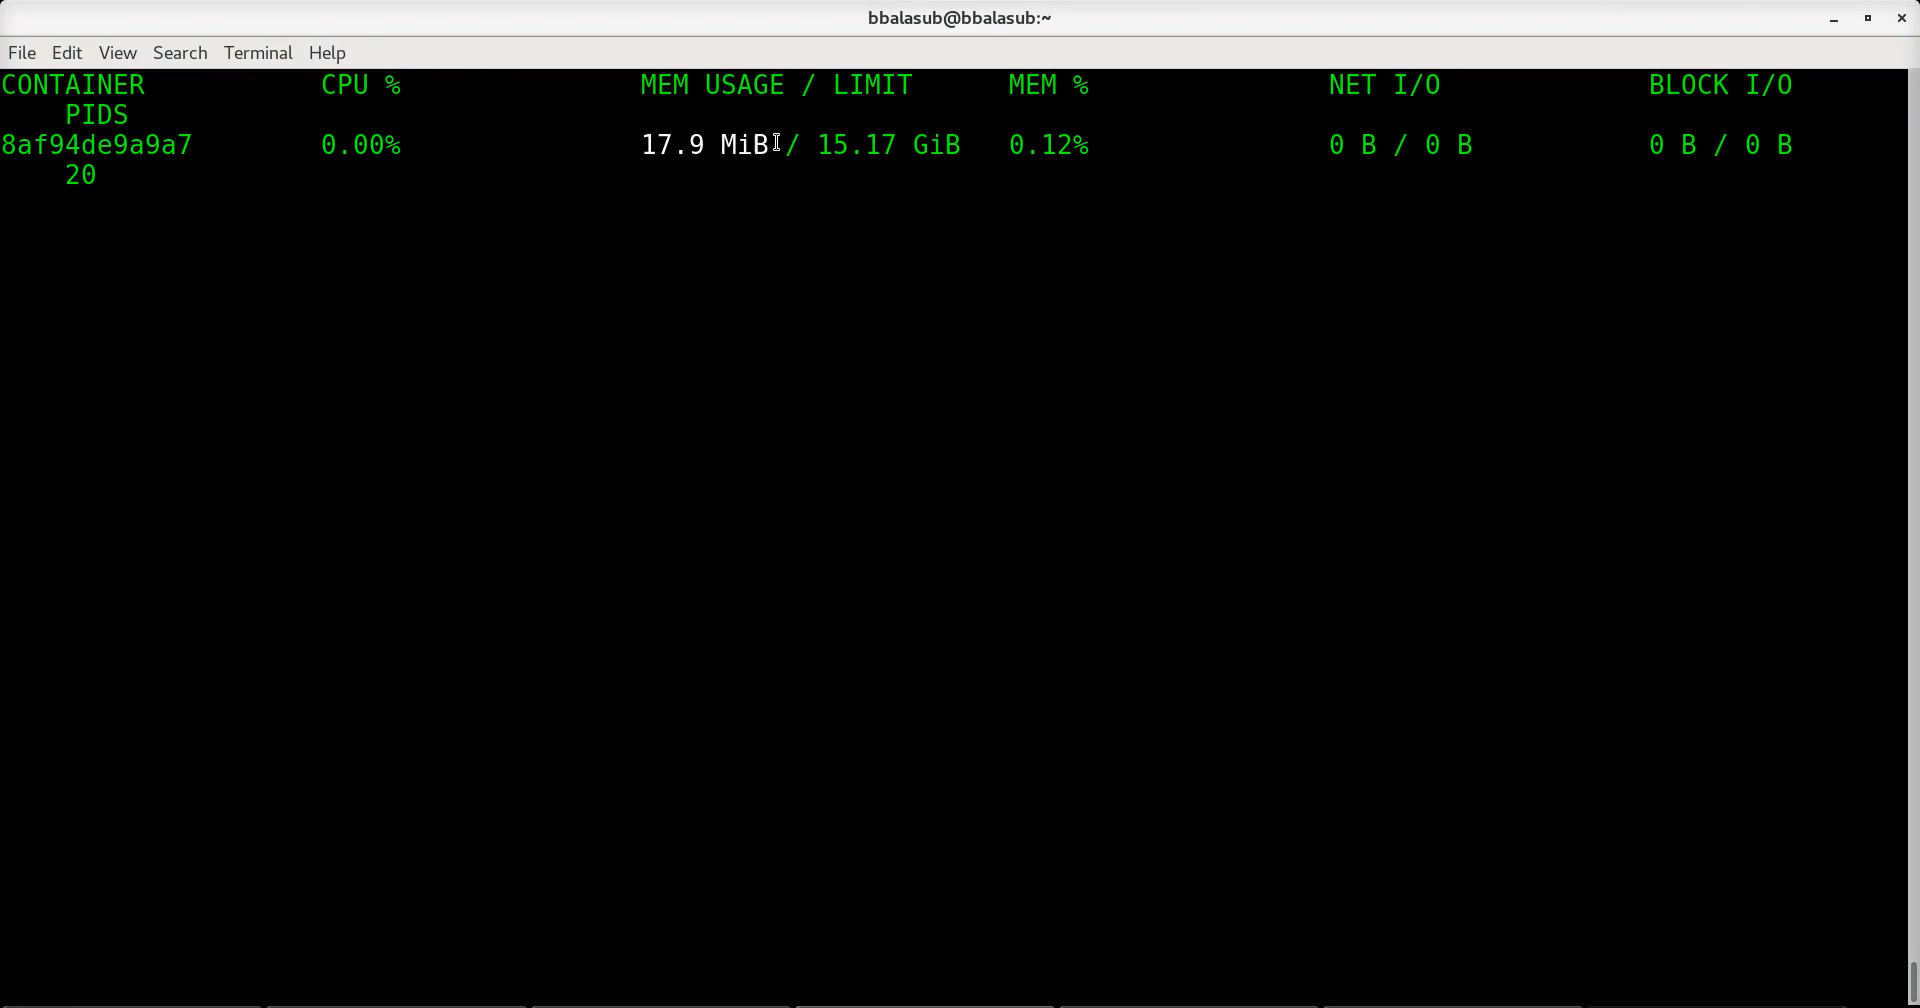 bbalasub@bbalasub:~
File Edit View Search Terminal Help
CONTAINER CPU % MEM USAGE / LIMIT MEM % NET I/O BLOCK I/O
PIDS
8af94de9a9a7 0.00% 17.9 MiB / 15.17 GiB 0.12% 0 B / 0 B 0 B / 0 B
20